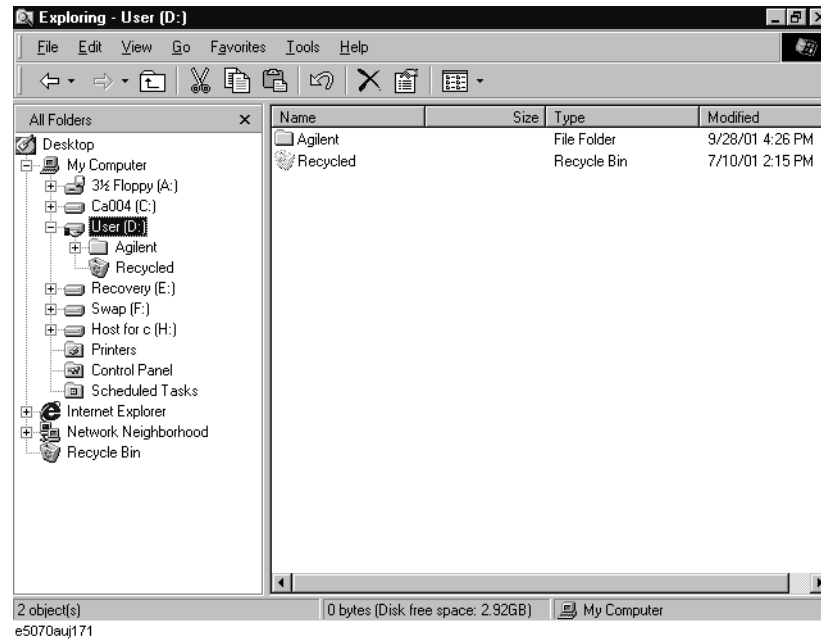 Exploring - User (D:)
File Edit View Go Favorites Tools Help
All Folders x
Desktop
My Computer
3½ Floppy (A:)
Ca004 (C:)
User (D:)
Agilent
Recycled
Recovery (E:)
Swap (F:)
Host for c (H:)
Printers
Control Panel
Scheduled Tasks
Internet Explorer
Network Neighborhood
Recycle Bin
Name Size Type Modified
Agilent File Folder 9/28/01 4:26 PM
Recycled Recycle Bin 7/10/01 2:15 PM
2 object(s) 0 bytes (Disk free space: 2.92GB) My Computer
e5070auj171